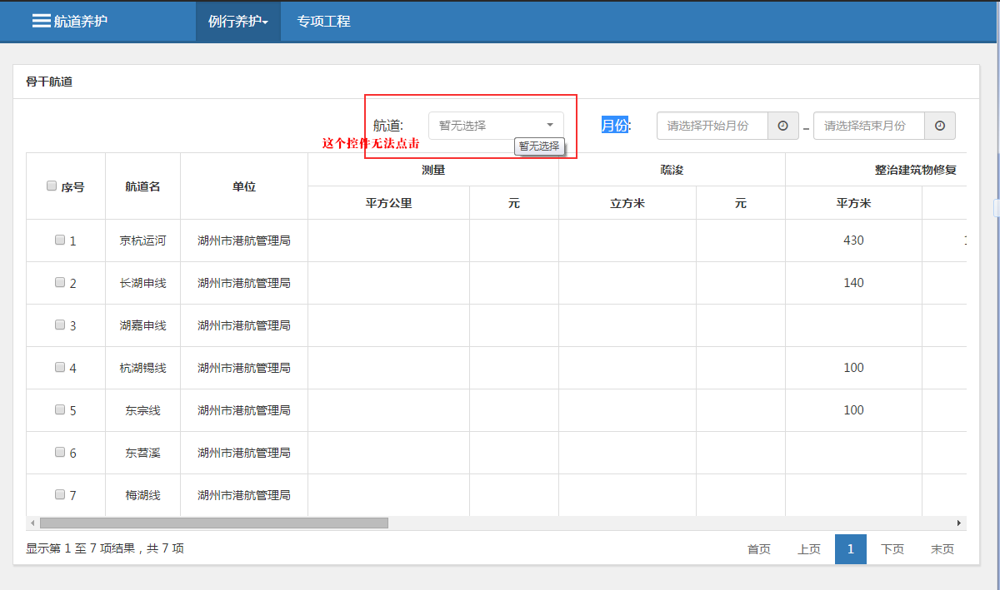 航道养护 例行养护 专项工程
骨干航道
航道: 暂无选择 月份: 请选择开始月份 – 请选择结束月份
这个控件无法点击 暂无选择
序号 航道名 单位 测量 疏浚 整治建筑物修复
平方公里 元 立方米 元 平方米
1 京杭运河 湖州市港航管理局 430
2 长湖申线 湖州市港航管理局 140
3 湖嘉申线 湖州市港航管理局
4 杭湖锡线 湖州市港航管理局 100
5 东宗线 湖州市港航管理局 100
6 东苕溪 湖州市港航管理局
7 梅湖线 湖州市港航管理局
显示第 1 至 7 项结果，共 7 项 首页 上页 1 下页 末页